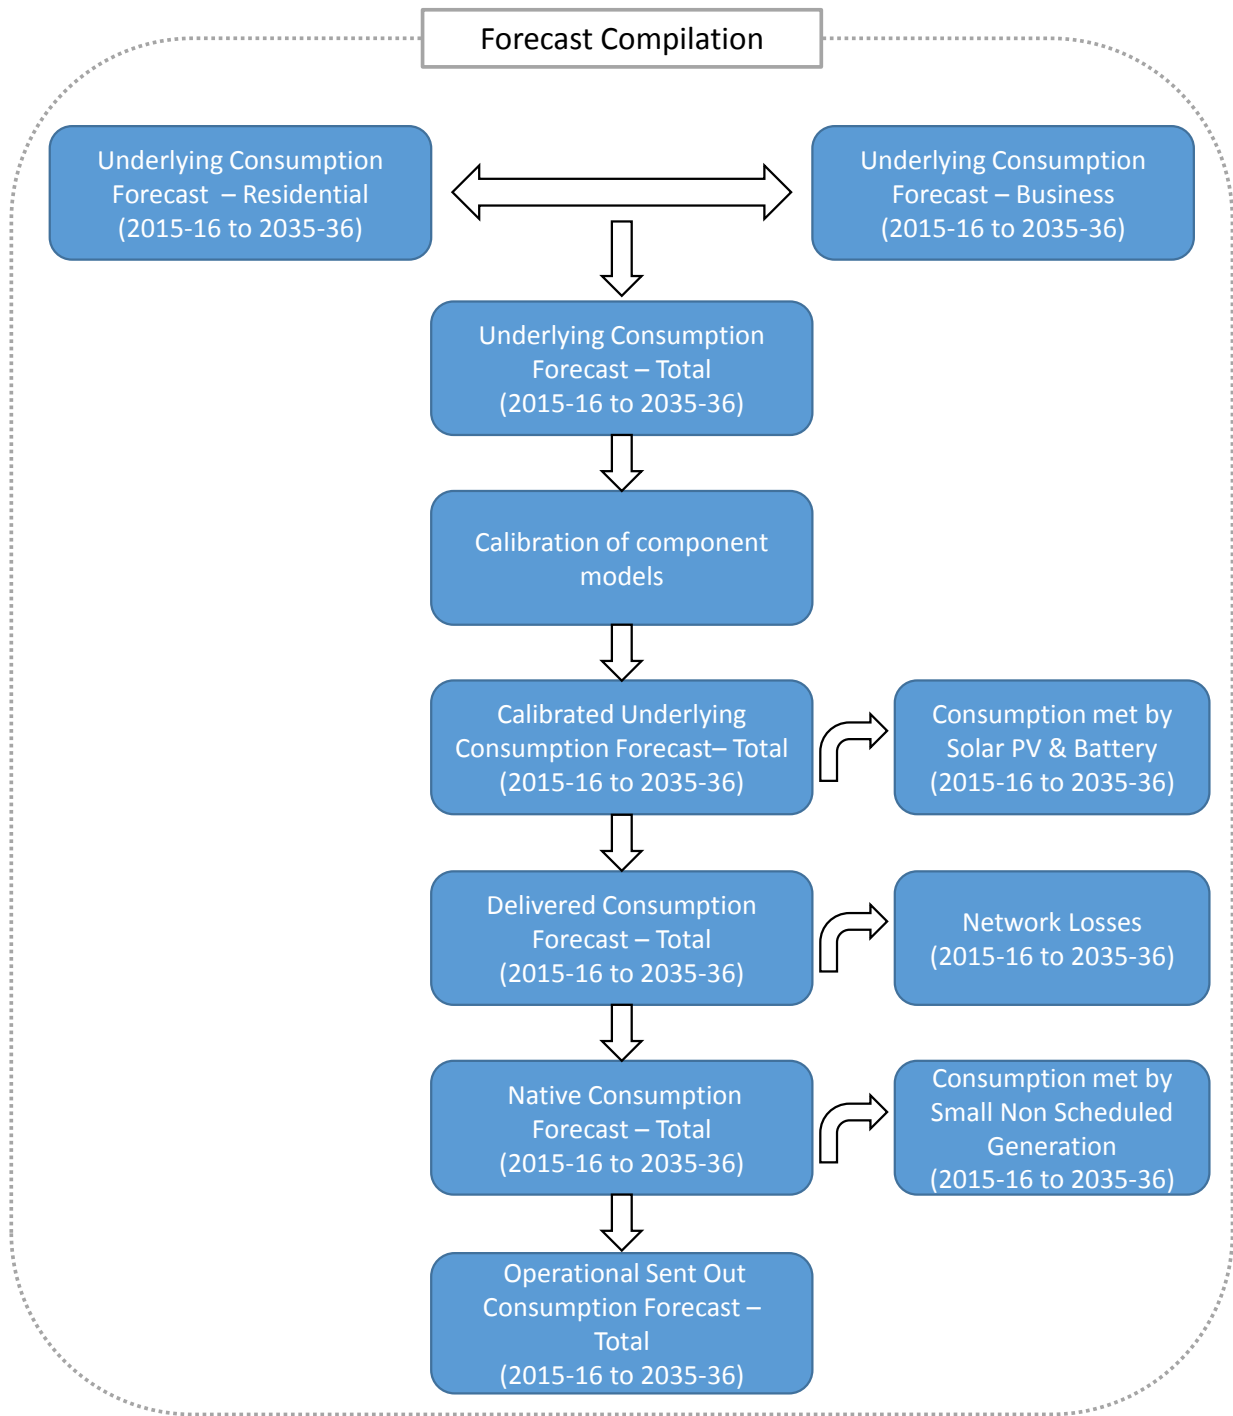 Forecast Compilation
Underlying Consumption
Forecast – Residential
(2015-16 to 2035-36)
Underlying Consumption
Forecast – Business
(2015-16 to 2035-36)
Underlying Consumption
Forecast – Total
(2015-16 to 2035-36)
Calibration of component
models
Calibrated Underlying
Consumption Forecast– Total
(2015-16 to 2035-36)
Consumption met by
Solar PV & Battery
(2015-16 to 2035-36)
Delivered Consumption
Forecast – Total
(2015-16 to 2035-36)
Network Losses
(2015-16 to 2035-36)
Native Consumption
Forecast – Total
(2015-16 to 2035-36)
Consumption met by
Small Non Scheduled
Generation
(2015-16 to 2035-36)
Operational Sent Out
Consumption Forecast –
Total
(2015-16 to 2035-36)